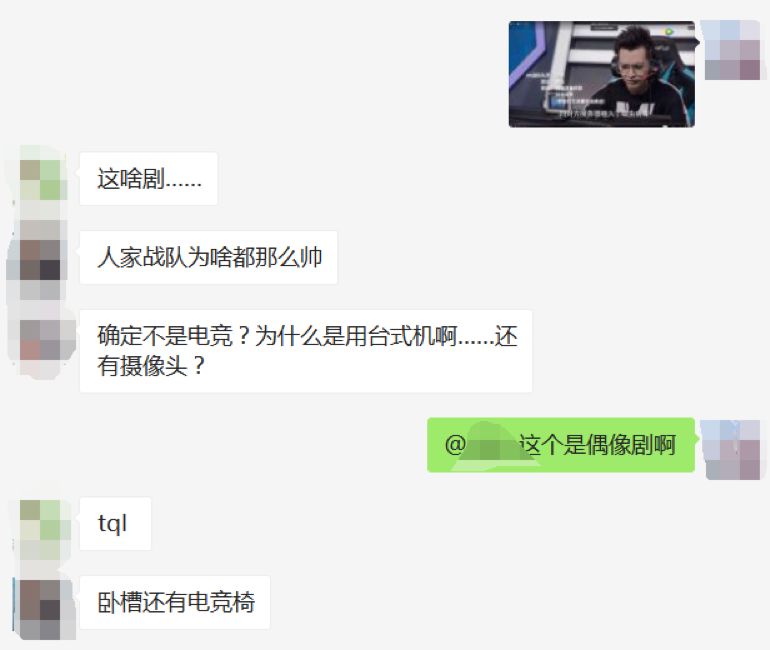 这啥剧……
人家战队为啥都那么帅
确定不是电竞？为什么是用台式机啊……还
有摄像头？
@ 这个是偶像剧啊
tql
卧槽还有电竞椅